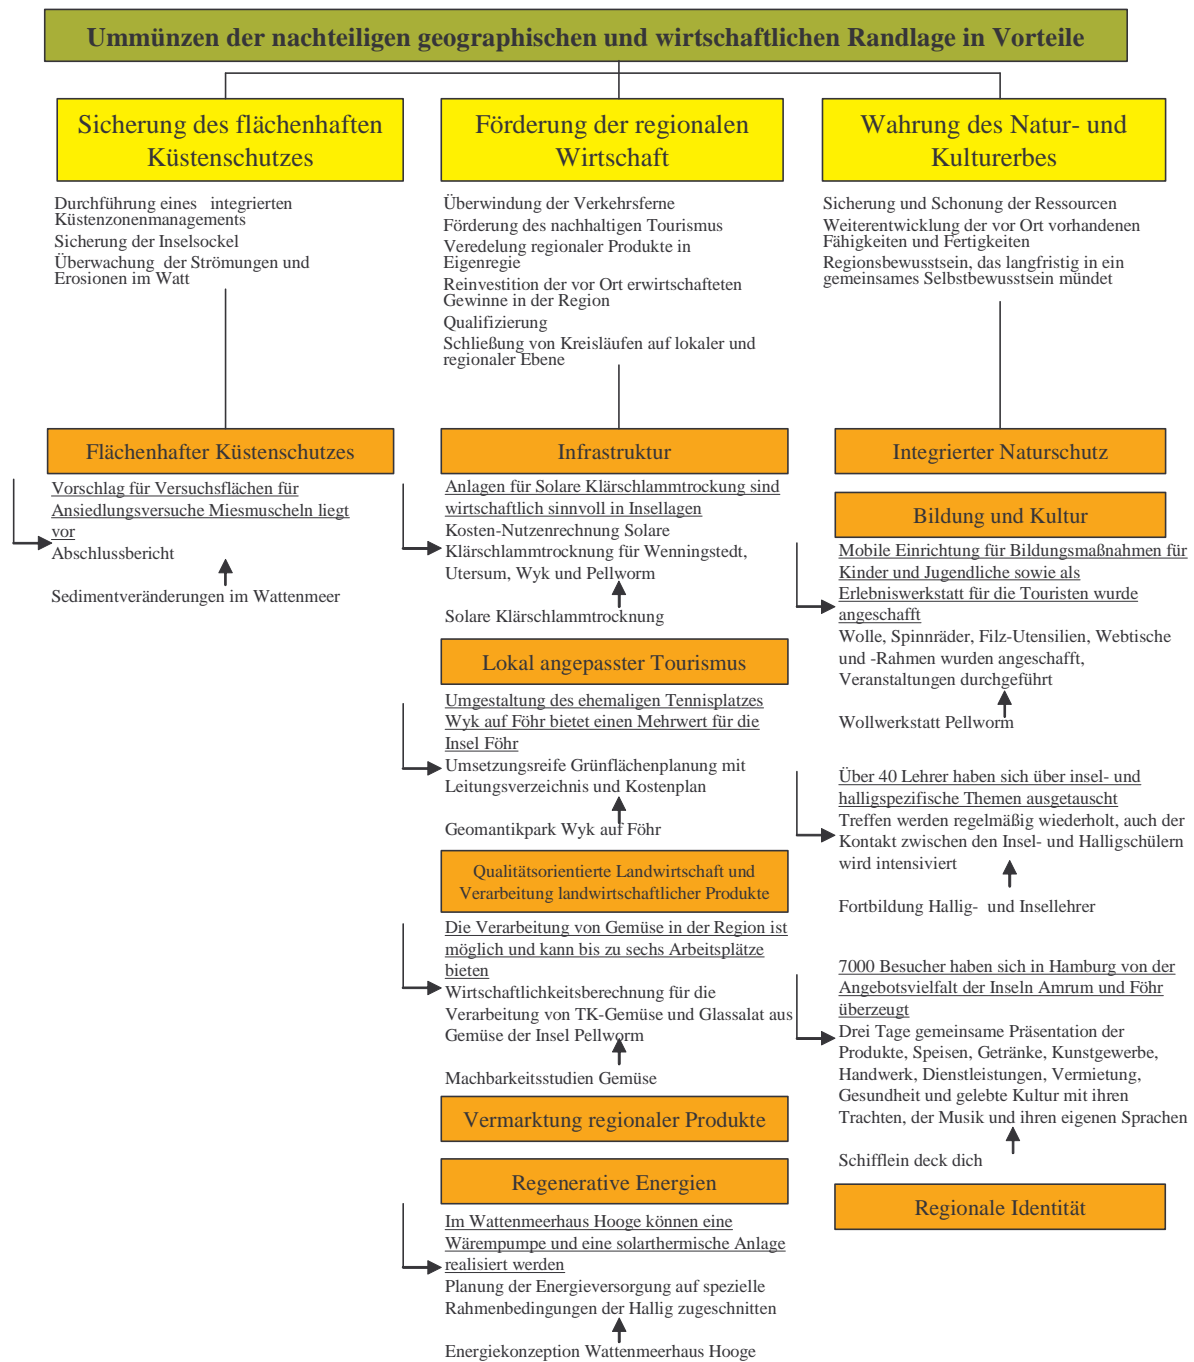 Ummünzen der nachteiligen geographischen und wirtschaftlichen Randlage in Vorteile
Sicherung des flächenhaften
Küstenschutzes
Durchführung eines integrierten
Küstenzonenmanagements
Sicherung der Inselsockel
Überwachung der Strömungen und
Erosionen im Watt
Flächenhafter Küstenschutzes
Vorschlag für Versuchsflächen für
Ansiedlungsversuche Miesmuscheln liegt
vor
Abschlussbericht
Sedimentveränderungen im Wattenmeer
Förderung der regionalen
Wirtschaft
Überwindung der Verkehrsferne
Förderung des nachhaltigen Tourismus
Veredelung regionaler Produkte in
Eigenregie
Reinvestition der vor Ort erwirtschafteten
Gewinne in der Region
Qualifizierung
Schließung von Kreisläufen auf lokaler und
regionaler Ebene
Infrastruktur
Anlagen für Solare Klärschlammtrockung sind
wirtschaftlich sinnvoll in Insellagen
Kosten-Nutzenrechnung Solare
Klärschlammtrocknung für Wenningstedt,
Utersum, Wyk und Pellworm
Solare Klärschlammtrocknung
Lokal angepasster Tourismus
Umgestaltung des ehemaligen Tennisplatzes
Wyk auf Föhr bietet einen Mehrwert für die
Insel Föhr
Umsetzungsreife Grünflächenplanung mit
Leitungsverzeichnis und Kostenplan
Geomantikpark Wyk auf Föhr
Qualitätsorientierte Landwirtschaft und
Verarbeitung landwirtschaftlicher Produkte
Die Verarbeitung von Gemüse in der Region ist
möglich und kann bis zu sechs Arbeitsplätze
bieten
Wirtschaftlichkeitsberechnung für die
Verarbeitung von TK-Gemüse und Glassalat aus
Gemüse der Insel Pellworm
Machbarkeitsstudien Gemüse
Vermarktung regionaler Produkte
Regenerative Energien
Im Wattenmeerhaus Hooge können eine
Wärempumpe und eine solarthermische Anlage
realisiert werden
Planung der Energieversorgung auf spezielle
Rahmenbedingungen der Hallig zugeschnitten
Energiekonzeption Wattenmeerhaus Hooge
Wahrung des Natur- und
Kulturerbes
Sicherung und Schonung der Ressourcen
Weiterentwicklung der vor Ort vorhandenen
Fähigkeiten und Fertigkeiten
Regionsbewusstsein, das langfristig in ein
gemeinsames Selbstbewusstsein mündet
Integrierter Naturschutz
Bildung und Kultur
Mobile Einrichtung für Bildungsmaßnahmen für
Kinder und Jugendliche sowie als
Erlebniswerkstatt für die Touristen wurde
angeschafft
Wolle, Spinnräder, Filz-Utensilien, Webtische
und -Rahmen wurden angeschafft,
Veranstaltungen durchgeführt
Wollwerkstatt Pellworm
Über 40 Lehrer haben sich über insel- und
halligspezifische Themen ausgetauscht
Treffen werden regelmäßig wiederholt, auch der
Kontakt zwischen den Insel- und Halligschülern
wird intensiviert
Fortbildung Hallig- und Insellehrer
7000 Besucher haben sich in Hamburg von der
Angebotsvielfalt der Inseln Amrum und Föhr
überzeugt
Drei Tage gemeinsame Präsentation der
Produkte, Speisen, Getränke, Kunstgewerbe,
Handwerk, Dienstleistungen, Vermietung,
Gesundheit und gelebte Kultur mit ihren
Trachten, der Musik und ihren eigenen Sprachen
Schifflein deck dich
Regionale Identität